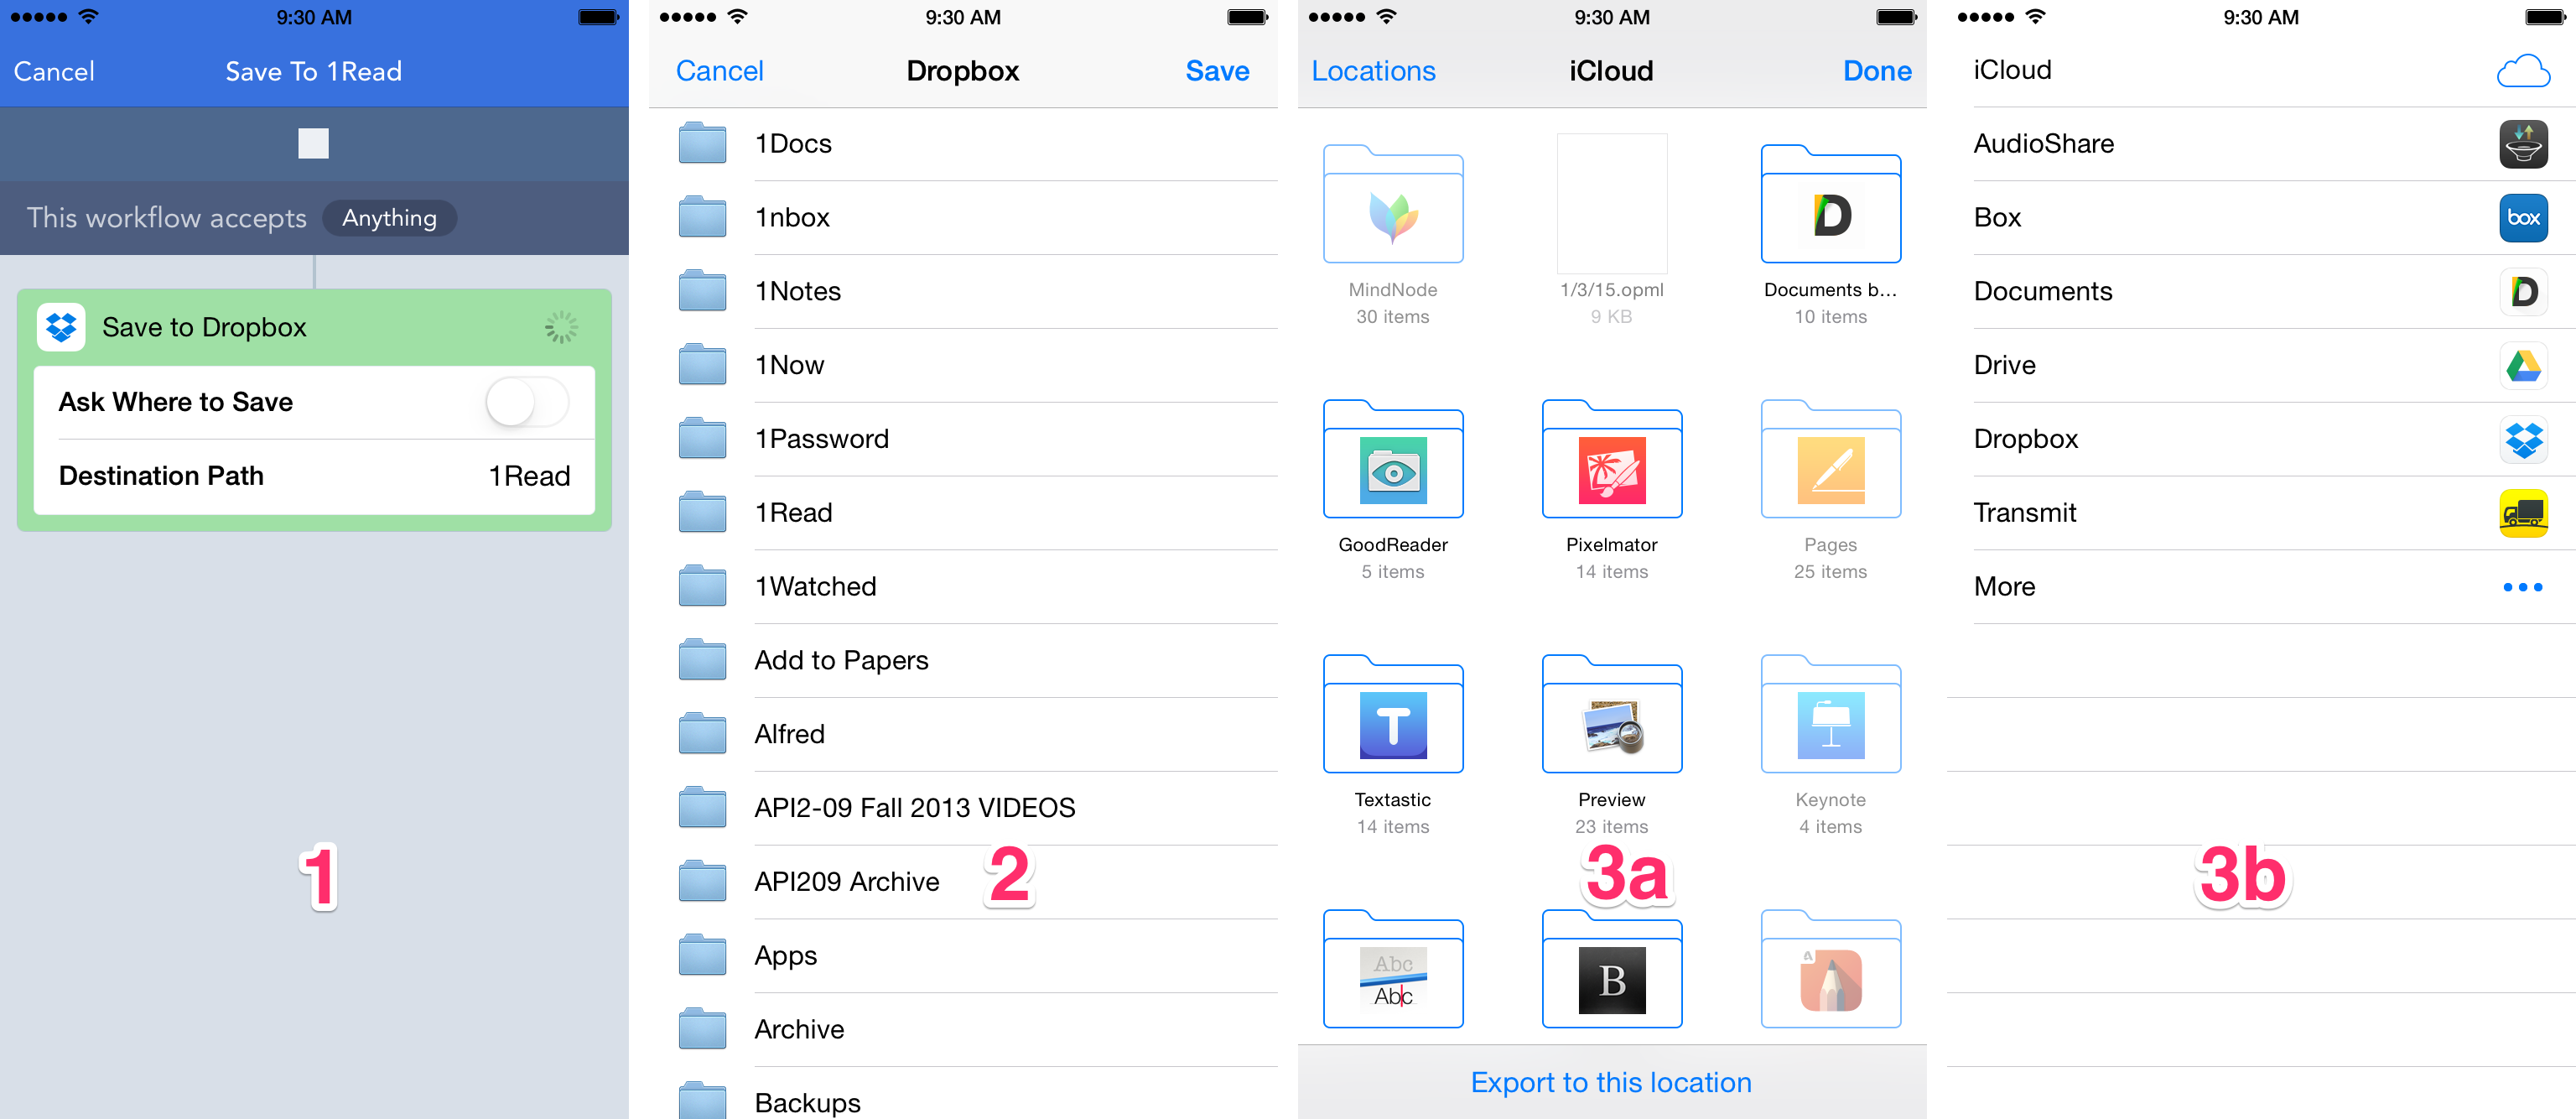 9:30 AM
Cancel Save To 1Read
This workflow accepts Anything
Save to Dropbox
Ask Where to Save
Destination Path 1Read
1
9:30 AM
Cancel Dropbox Save
1Docs
1nbox
1Notes
1Now
1Password
1Read
1Watched
Add to Papers
Alfred
API2-09 Fall 2013 VIDEOS
API209 Archive
2
Apps
Archive
Backups
9:30 AM
Locations iCloud Done
D
MindNode 1/3/15.opml Documents b...
30 items 9 KB 10 items
GoodReader Pixelmator Pages
5 items 14 items 25 items
T
Textastic Preview Keynote
14 items 23 items 4 items
3a
Abc
Abc
B
A
Export to this location
9:30 AM
iCloud
AudioShare
Box box
Documents D
Drive
Dropbox
Transmit
More
3b